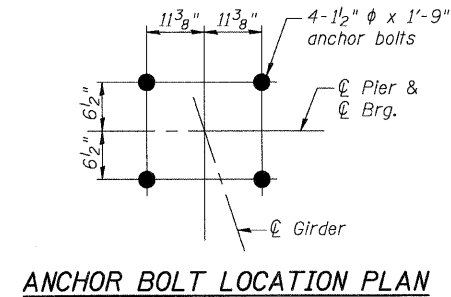 11 3/8" 11 3/8"
4-1 1/2" φ x 1'-9"
anchor bolts
6 1/2"
6 1/2"
℄ Pier &
℄ Brg.
℄ Girder
ANCHOR BOLT LOCATION PLAN